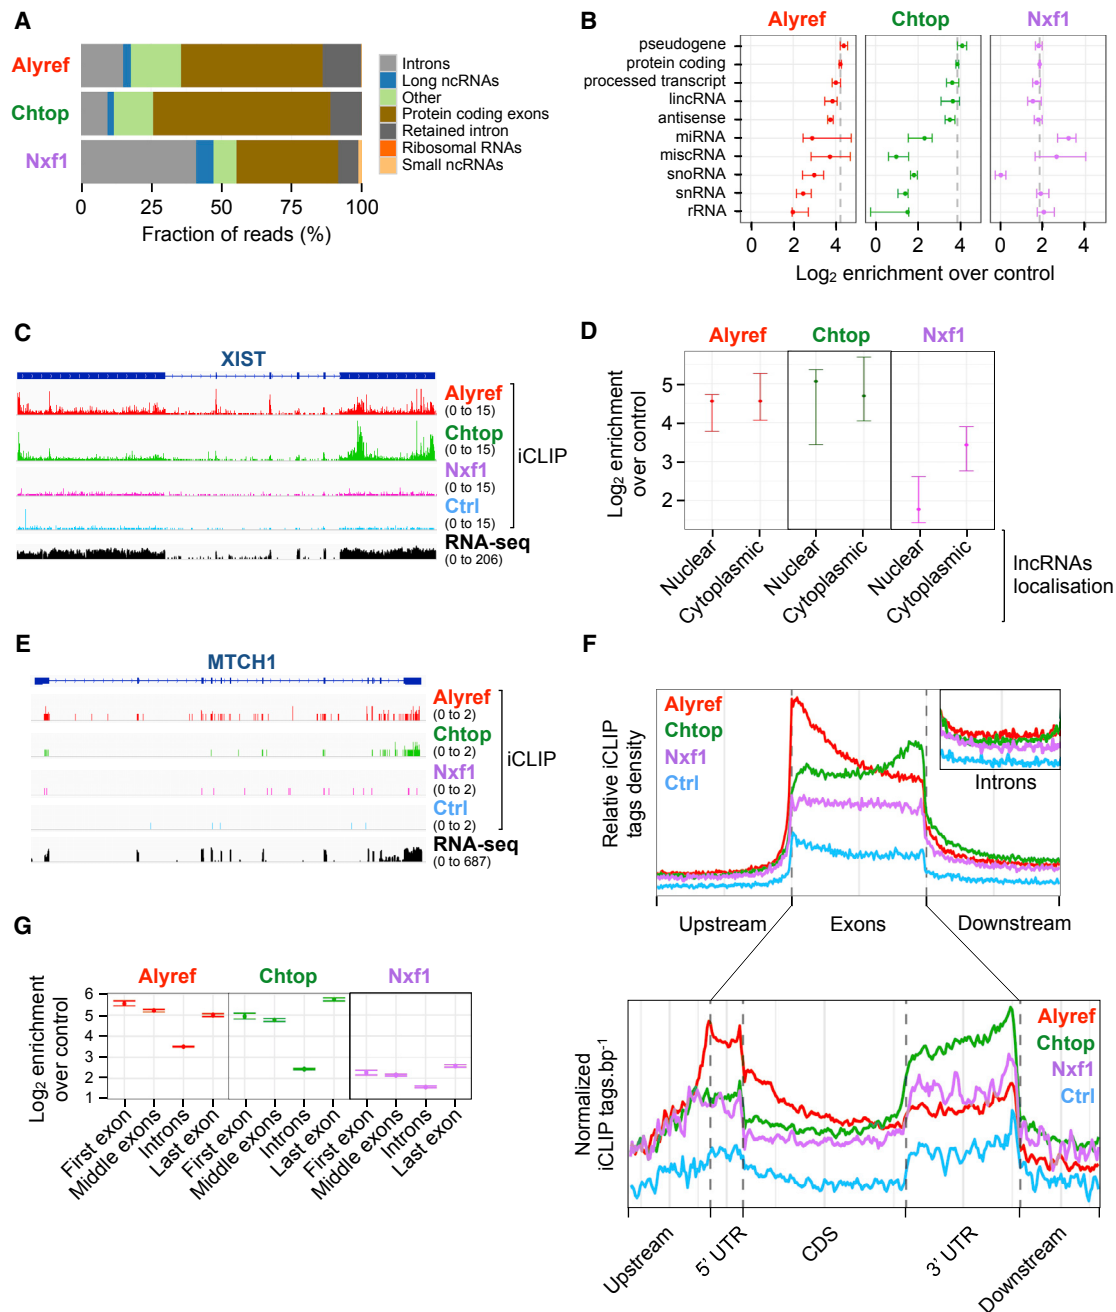 A
Alyref
Chtop
Nxf1
0
25
50
75
100
Fraction of reads (%)
Introns
Long ncRNAs
Other
Protein coding exons
Retained intron
Ribosomal RNAs
Small ncRNAs
B
Alyref
Chtop
Nxf1
pseudogene
protein coding
processed transcript
lincRNA
antisense
miRNA
miscRNA
snoRNA
snRNA
rRNA
0 2 4
0 2 4
0 2 4
Log₂ enrichment over control
C
XIST
Alyref
(0 to 15)
Chtop
(0 to 15)
Nxf1
(0 to 15)
Ctrl
(0 to 15)
iCLIP
RNA-seq
(0 to 206)
D
Alyref
Chtop
Nxf1
Log₂ enrichment
over control
5
4
3
2
Nuclear
Cytoplasmic
Nuclear
Cytoplasmic
Nuclear
Cytoplasmic
lncRNAs
localisation
E
MTCH1
Alyref
(0 to 2)
Chtop
(0 to 2)
Nxf1
(0 to 2)
Ctrl
(0 to 2)
iCLIP
RNA-seq
(0 to 687)
F
Relative iCLIP
tags density
Alyref
Chtop
Nxf1
Ctrl
Introns
Upstream
Exons
Downstream
Normalized
iCLIP tags.bp⁻¹
Alyref
Chtop
Nxf1
Ctrl
Upstream
5' UTR
CDS
3' UTR
Downstream
G
Alyref
Chtop
Nxf1
Log₂ enrichment
over control
6
5
4
3
2
1
First exon
Middle exons
Introns
Last exon
First exon
Middle exons
Introns
Last exon
First exon
Middle exons
Introns
Last exon